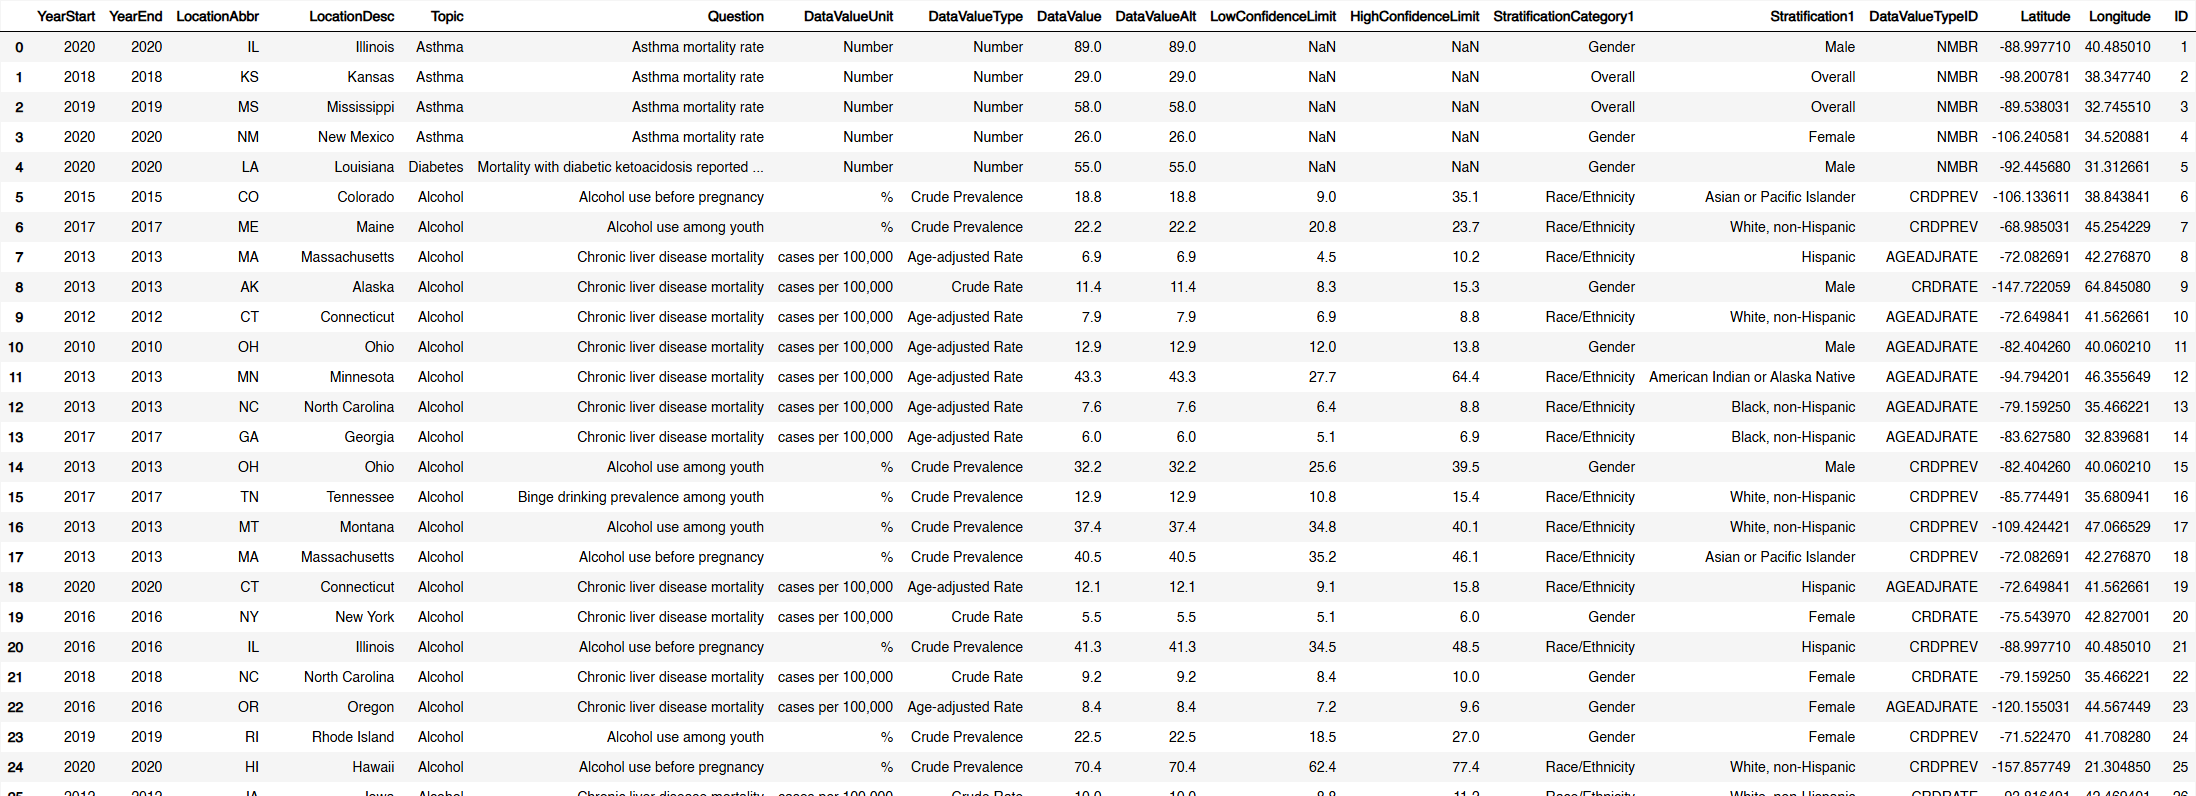 YearStart YearEnd LocationAbbr LocationDesc Topic Question DataValueUnit DataValueType DataValue DataValueAlt LowConfidenceLimit HighConfidenceLimit StratificationCategory1 Stratification1 DataValueTypeID Latitude Longitude ID
0 2020 2020 IL Illinois Asthma Asthma mortality rate Number Number 89.0 89.0 NaN NaN Gender Male NMBR -88.997710 40.485010 1
1 2018 2018 KS Kansas Asthma Asthma mortality rate Number Number 29.0 29.0 NaN NaN Overall Overall NMBR -98.200781 38.347740 2
2 2019 2019 MS Mississippi Asthma Asthma mortality rate Number Number 58.0 58.0 NaN NaN Overall Overall NMBR -89.538031 32.745510 3
3 2020 2020 NM New Mexico Asthma Asthma mortality rate Number Number 26.0 26.0 NaN NaN Gender Female NMBR -106.240581 34.520881 4
4 2020 2020 LA Louisiana Diabetes Mortality with diabetic ketoacidosis reported ... Number Number 55.0 55.0 NaN NaN Gender Male NMBR -92.445680 31.312661 5
5 2015 2015 CO Colorado Alcohol Alcohol use before pregnancy % Crude Prevalence 18.8 18.8 9.0 35.1 Race/Ethnicity Asian or Pacific Islander CRDPREV -106.133611 38.843841 6
6 2017 2017 ME Maine Alcohol Alcohol use among youth % Crude Prevalence 22.2 22.2 20.8 23.7 Race/Ethnicity White, non-Hispanic CRDPREV -68.985031 45.254229 7
7 2013 2013 MA Massachusetts Alcohol Chronic liver disease mortality cases per 100,000 Age-adjusted Rate 6.9 6.9 4.5 10.2 Race/Ethnicity Hispanic AGEADJRATE -72.082691 42.276870 8
8 2013 2013 AK Alaska Alcohol Chronic liver disease mortality cases per 100,000 Crude Rate 11.4 11.4 8.3 15.3 Gender Male CRDRATE -147.722059 64.845080 9
9 2012 2012 CT Connecticut Alcohol Chronic liver disease mortality cases per 100,000 Age-adjusted Rate 7.9 7.9 6.9 8.8 Race/Ethnicity White, non-Hispanic AGEADJRATE -72.649841 41.562661 10
10 2010 2010 OH Ohio Alcohol Chronic liver disease mortality cases per 100,000 Age-adjusted Rate 12.9 12.9 12.0 13.8 Gender Male AGEADJRATE -82.404260 40.060210 11
11 2013 2013 MN Minnesota Alcohol Chronic liver disease mortality cases per 100,000 Age-adjusted Rate 43.3 43.3 27.7 64.4 Race/Ethnicity American Indian or Alaska Native AGEADJRATE -94.794201 46.355649 12
12 2013 2013 NC North Carolina Alcohol Chronic liver disease mortality cases per 100,000 Age-adjusted Rate 7.6 7.6 6.4 8.8 Race/Ethnicity Black, non-Hispanic AGEADJRATE -79.159250 35.466221 13
13 2017 2017 GA Georgia Alcohol Chronic liver disease mortality cases per 100,000 Age-adjusted Rate 6.0 6.0 5.1 6.9 Race/Ethnicity Black, non-Hispanic AGEADJRATE -83.627580 32.839681 14
14 2013 2013 OH Ohio Alcohol Alcohol use among youth % Crude Prevalence 32.2 32.2 25.6 39.5 Gender Male CRDPREV -82.404260 40.060210 15
15 2017 2017 TN Tennessee Alcohol Binge drinking prevalence among youth % Crude Prevalence 12.9 12.9 10.8 15.4 Race/Ethnicity White, non-Hispanic CRDPREV -85.774491 35.680941 16
16 2013 2013 MT Montana Alcohol Alcohol use among youth % Crude Prevalence 37.4 37.4 34.8 40.1 Race/Ethnicity White, non-Hispanic CRDPREV -109.424421 47.066529 17
17 2013 2013 MA Massachusetts Alcohol Alcohol use before pregnancy % Crude Prevalence 40.5 40.5 35.2 46.1 Race/Ethnicity Asian or Pacific Islander CRDPREV -72.082691 42.276870 18
18 2020 2020 CT Connecticut Alcohol Chronic liver disease mortality cases per 100,000 Age-adjusted Rate 12.1 12.1 9.1 15.8 Race/Ethnicity Hispanic AGEADJRATE -72.649841 41.562661 19
19 2016 2016 NY New York Alcohol Chronic liver disease mortality cases per 100,000 Crude Rate 5.5 5.5 5.1 6.0 Gender Female CRDRATE -75.543970 42.827001 20
20 2016 2016 IL Illinois Alcohol Alcohol use before pregnancy % Crude Prevalence 41.3 41.3 34.5 48.5 Race/Ethnicity Hispanic CRDPREV -88.997710 40.485010 21
21 2018 2018 NC North Carolina Alcohol Chronic liver disease mortality cases per 100,000 Crude Rate 9.2 9.2 8.4 10.0 Gender Female CRDRATE -79.159250 35.466221 22
22 2016 2016 OR Oregon Alcohol Chronic liver disease mortality cases per 100,000 Age-adjusted Rate 8.4 8.4 7.2 9.6 Gender Female AGEADJRATE -120.155031 44.567449 23
23 2019 2019 RI Rhode Island Alcohol Alcohol use among youth % Crude Prevalence 22.5 22.5 18.5 27.0 Gender Female CRDPREV -71.522470 41.708280 24
24 2020 2020 HI Hawaii Alcohol Alcohol use before pregnancy % Crude Prevalence 70.4 70.4 62.4 77.4 Race/Ethnicity White, non-Hispanic CRDPREV -157.857749 21.304850 25